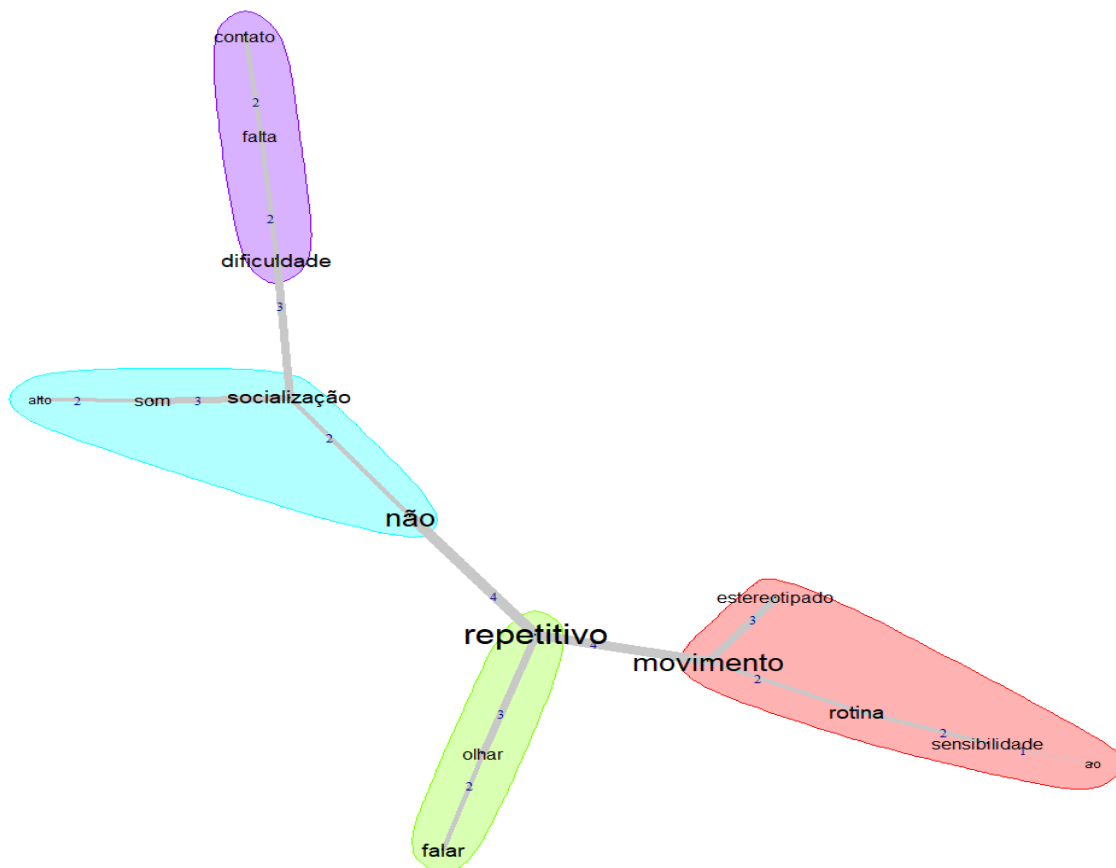 contato
2
falta
2
dificuldade
3
alto 2 som 3 socialização
2
não
4
estereotipado
3
repetitivo 4 movimento
2
3 rotina
2
olhar sensibilidade 1
2
falar